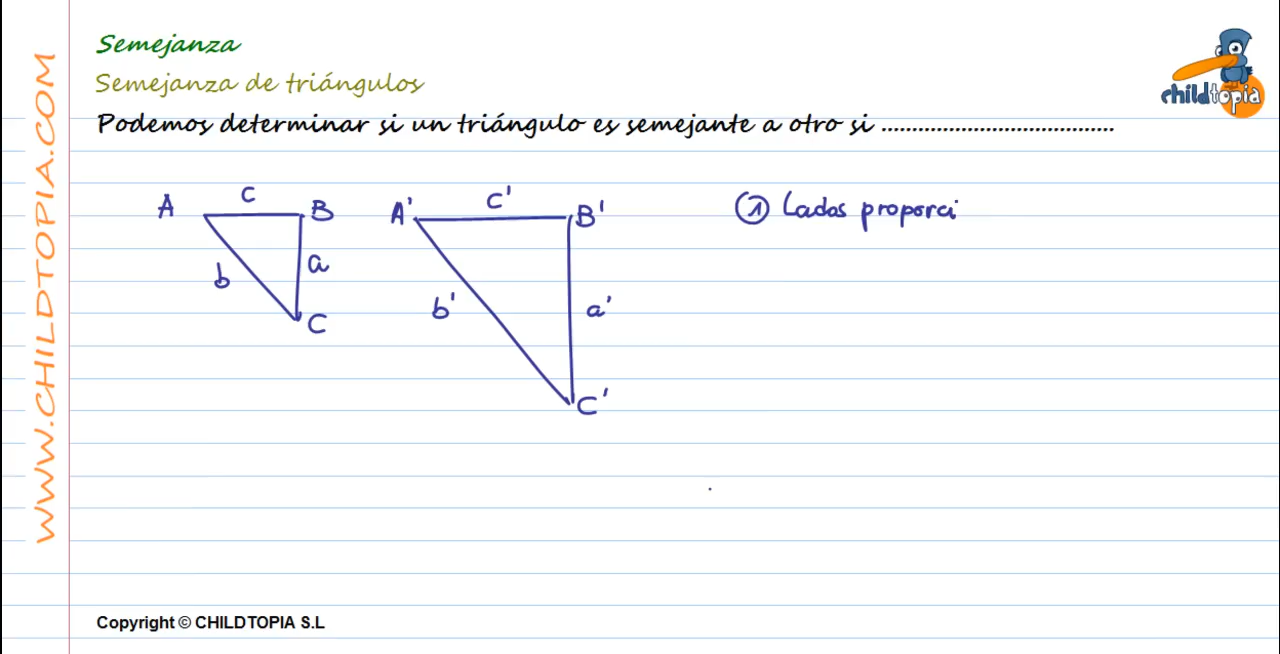 WWW.CHILDTOPIA.COM
Semejanza
childtopia
Semejanza de triángulos
Podemos determinar si un triángulo es semejante a otro si ......................................
A c B
b a
C
A' c' B'
b' a'
C'
① Lados proporci
Copyright © CHILDTOPIA S.L